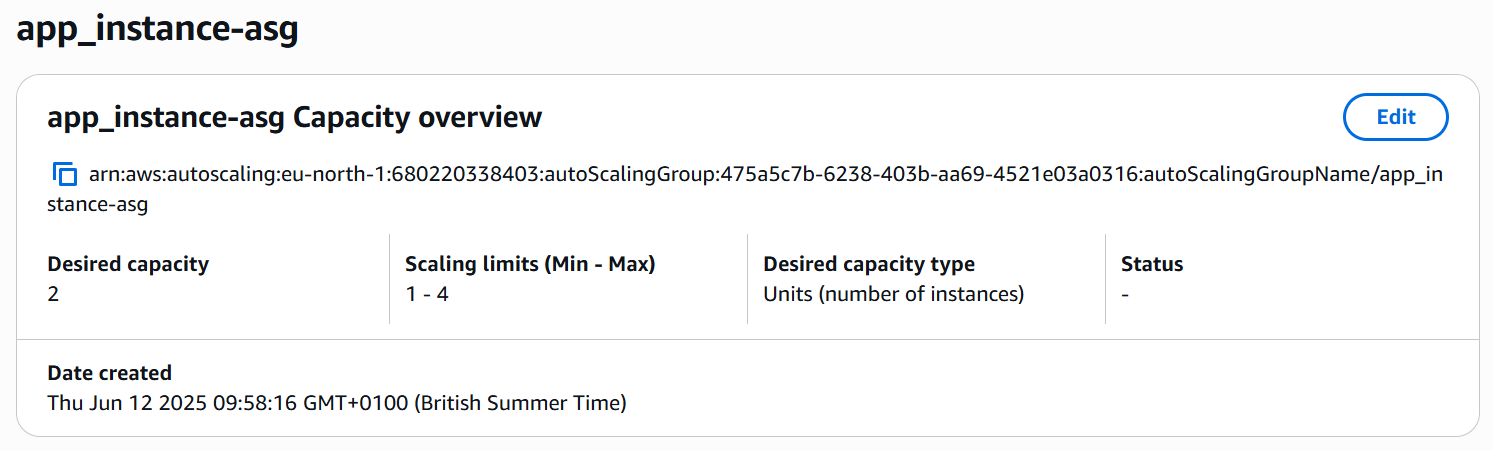 app_instance-asg
app_instance-asg Capacity overview
Edit
arn:aws:autoscaling:eu-north-1:680220338403:autoScalingGroup:475a5c7b-6238-403b-aa69-4521e03a0316:autoScalingGroupName/app_in
stance-asg
Desired capacity
2
Scaling limits (Min - Max)
1 - 4
Desired capacity type
Units (number of instances)
Status
-
Date created
Thu Jun 12 2025 09:58:16 GMT+0100 (British Summer Time)